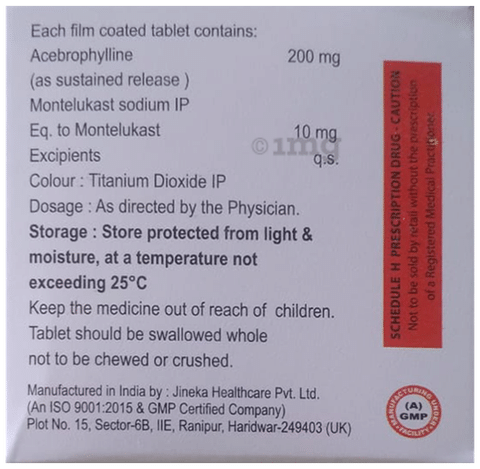 Each film coated tablet contains:
Acebrophylline 200 mg
(as sustained release )
Montelukast sodium IP
Eq. to Montelukast 10 mg
Excipients q.s.
Colour : Titanium Dioxide IP
Dosage : As directed by the Physician.
Storage : Store protected from light &
moisture, at a temperature not
exceeding 25°C
Keep the medicine out of reach of children.
Tablet should be swallowed whole
not to be chewed or crushed.
Manufactured in India by : Jineka Healthcare Pvt. Ltd.
(An ISO 9001:2015 & GMP Certified Company)
Plot No. 15, Sector-6B, IIE, Ranipur, Haridwar-249403 (UK)
SCHEDULE H PRESCRIPTION DRUG - CAUTION
Not to be sold by retail without the prescription
of a Registered Medical Practitioner.
MANUFACTURING UNDER
(A)
GMP
FACILITY
© 1mg